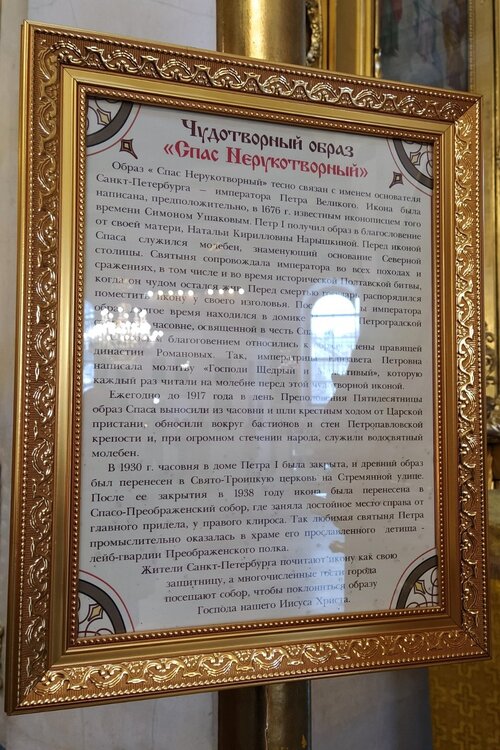 Чудотворный образ
«Спас Нерукотворный»
Образ « Спас Нерукотворный» тесно связан с именем основателя
Санкт-Петербурга – императора Петра Великого. Икона была
написана, предположительно, в 1676 г. известным иконописцем того
времени Симоном Ушаковым. Петр I получил образ в благословение
от своей матери, Натальи Кирилловны Нарышкиной. Перед иконой
Спаса служился молебен, знаменующий основание Северной
столицы. Святыня сопровождала императора во всех походах и
сражениях, в том числе и во время исторической Полтавской битвы,
когда он чудом остался жив. Перед смертью государь распорядился
поместить икону у своего изголовья. После императора
образ время находился в домике Петроградской
часовне, освященной в честь Спаса
благоговением относились к правящей
династии Романовых. Так, императрица Елизавета Петровна
написала молитву «Господи Щедрый и которую
каждый раз читали на молебне перед этой чудотворной иконой.
Ежегодно до 1917 года в день Преполовения Пятидесятницы
образ Спаса выносили из часовни и шли крестным ходом от Царской
пристани, обносили вокруг бастионов и стен Петропавловской
крепости и, при огромном стечении народа, служили водосвятный
молебен.
В 1930 г. часовня в доме Петра I была закрыта, и древний образ
был перенесен в Свято-Троицкую церковь на Стремянной улице.
После ее закрытия в 1938 году икона была перенесена в
Спасо-Преображенский собор, где заняла достойное место справа от
главного придела, у правого клироса. Так любимая святыня Петра
промыслительно оказалась в храме его прославленного детища -
лейб-гвардии Преображенского полка.
Жители Санкт-Петербурга почитают икону как свою
защитницу, а многочисленные гости города
посещают собор, чтобы поклониться образу
Господа нашего Иисуса Христа.